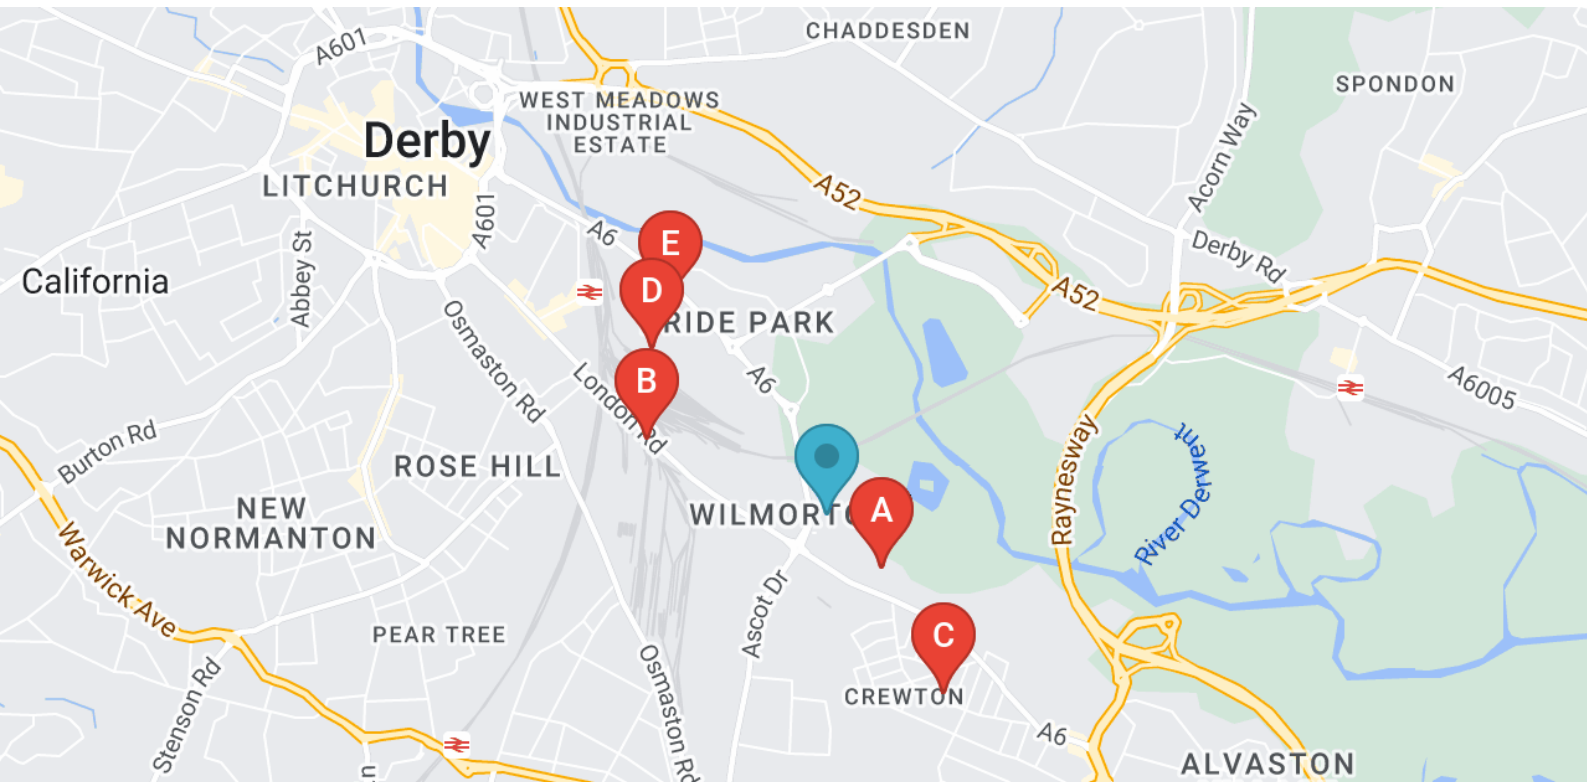 CHADDESDEN
A601
SPONDON
WEST MEADOWS
INDUSTRIAL
ESTATE
Derby
LITCHURCH
A52
Acorn Way
A601
A6
E
Derby Rd
Abbey St
California
D
A52
RIDE PARK
Osmaston Rd
London Rd
B
A6
A6005
Burton Rd
ROSE HILL
Raynesway
River Derwent
NEW
NORMANTON
WILMORTO
A
Warwick Ave
Ascot Dr
PEAR TREE
C
Stenson Rd
Osmaston Rd
CREWTON
A6
ALVASTON
n